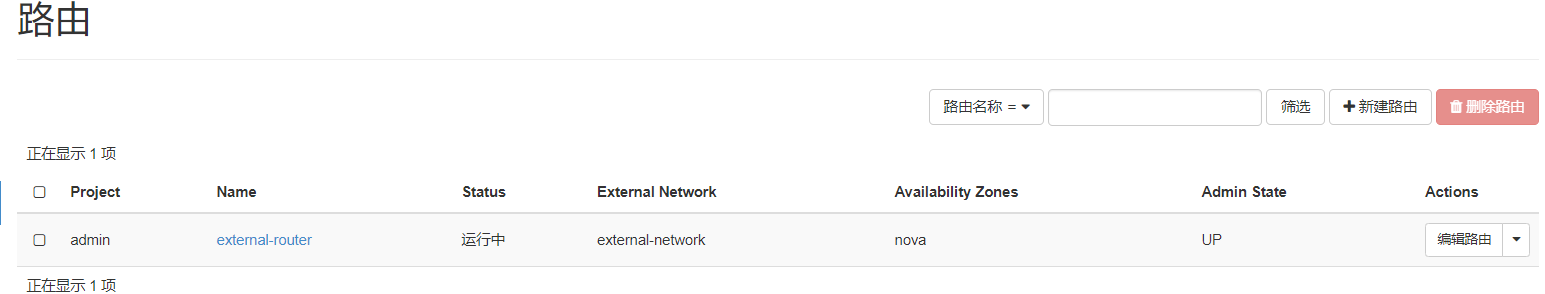 路由
路由名称 = 筛选 新建路由 删除路由
正在显示 1 项
Project Name Status External Network Availability Zones Admin State Actions
admin external-router 运行中 external-network nova UP 编辑路由
正在显示 1 项